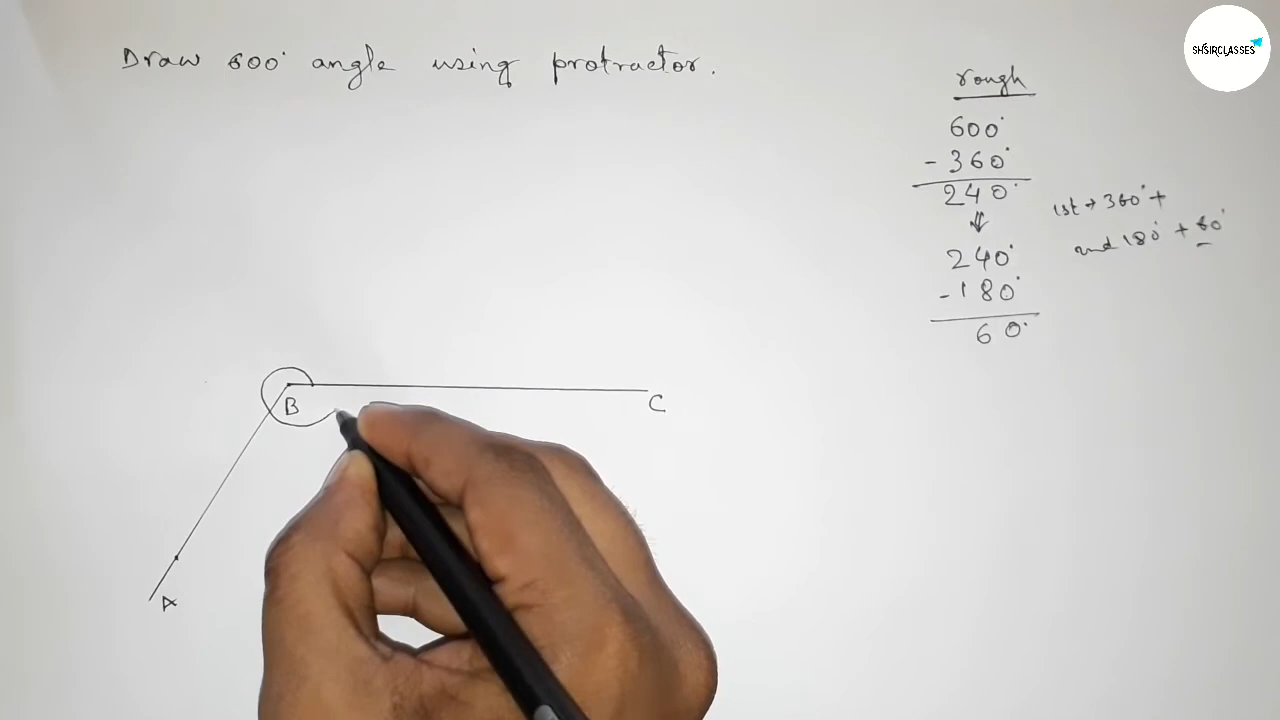 Draw 600° angle using protractor.
SHSIRCLASSES
rough
600°
- 360°
240°
1st → 360° +
and 180° + 60°
240°
- 180°
60°
B
C
A